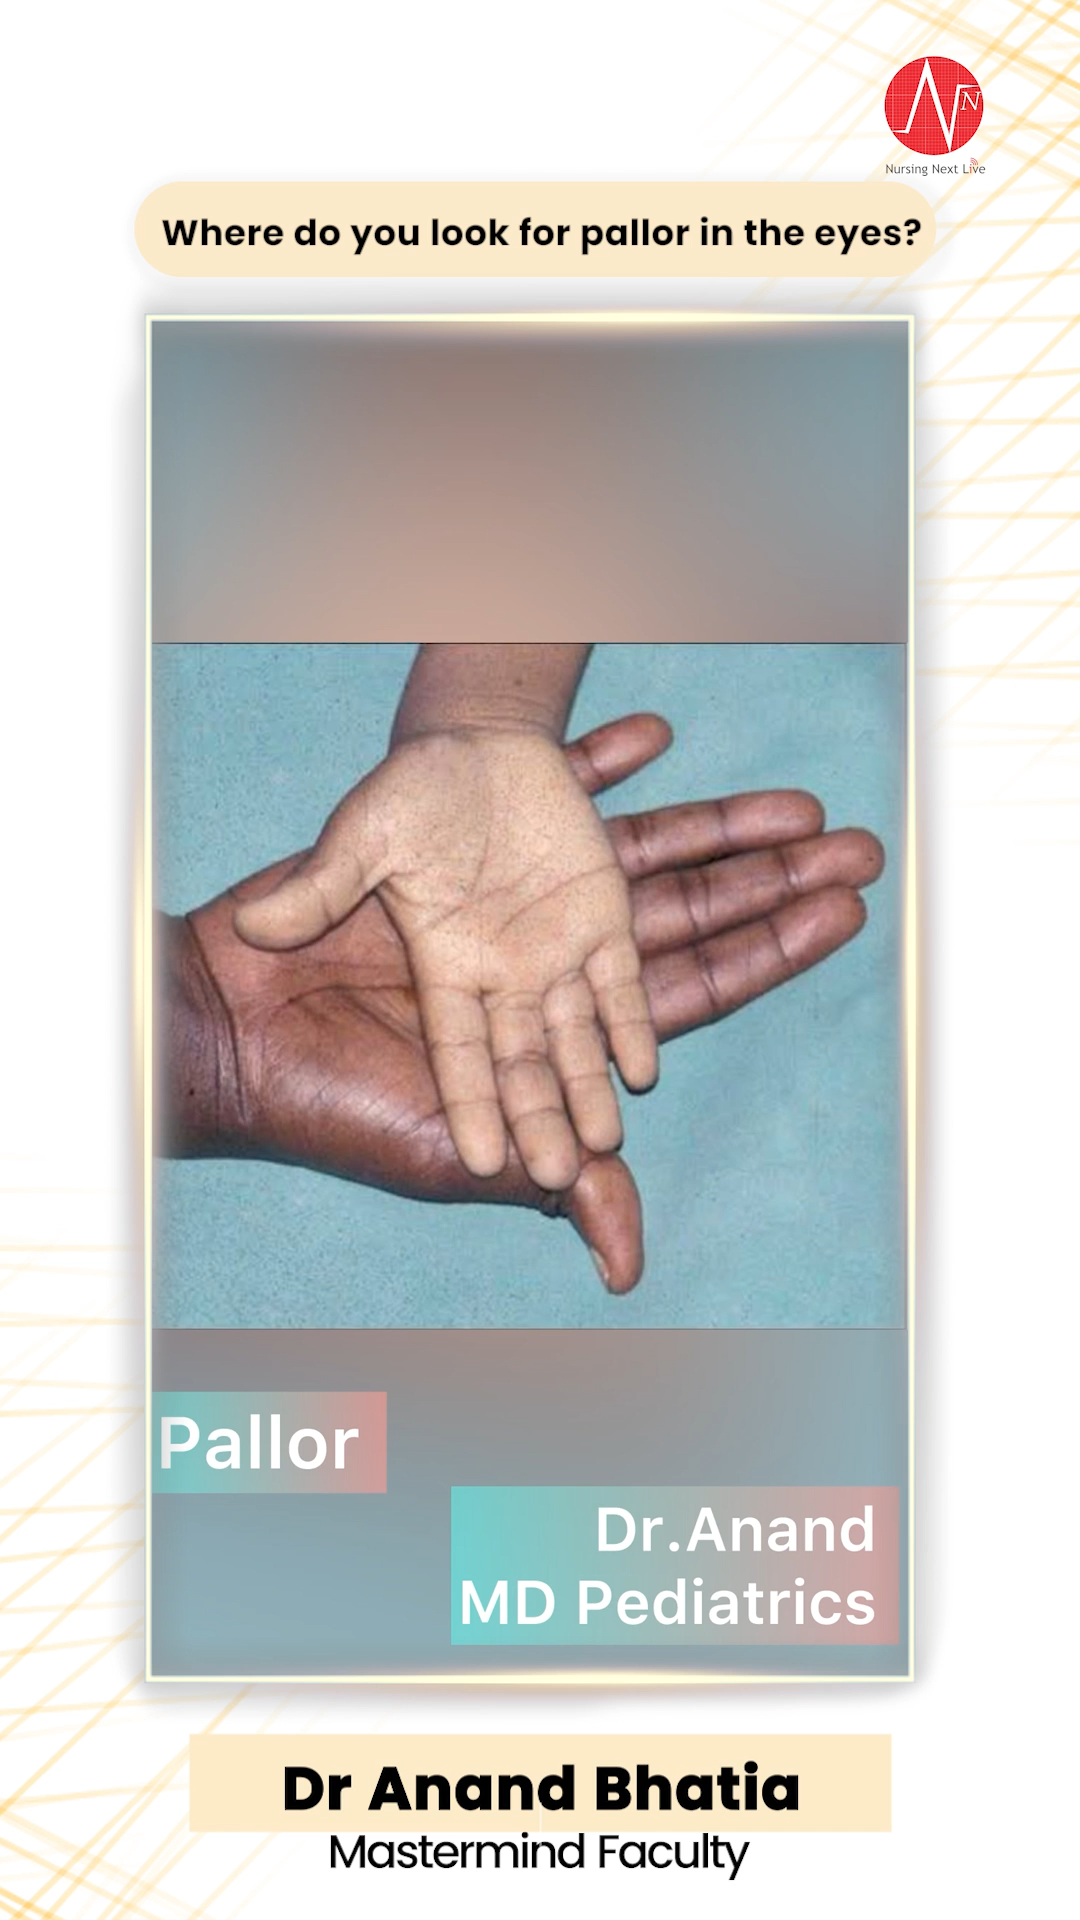 N
Nursing Next Live
Where do you look for pallor in the eyes?
Pallor
Dr.Anand
MD Pediatrics
Dr Anand Bhatia
Mastermind Faculty